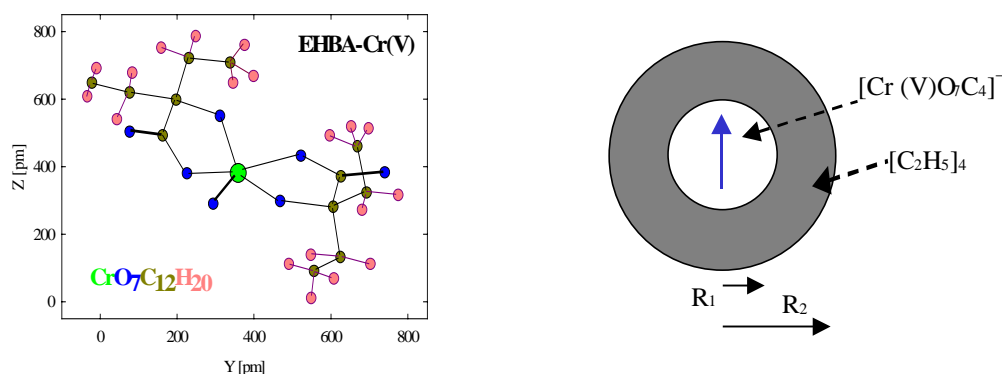 EHBA-Cr(V)
800
600
400
200
0
Z [pm]
CrO₇C₁₂H₂₀
0 200 400 600 800
Y [pm]
[Cr (V)O₇C₄]⁻
[C₂H₅]₄
R₁
R₂